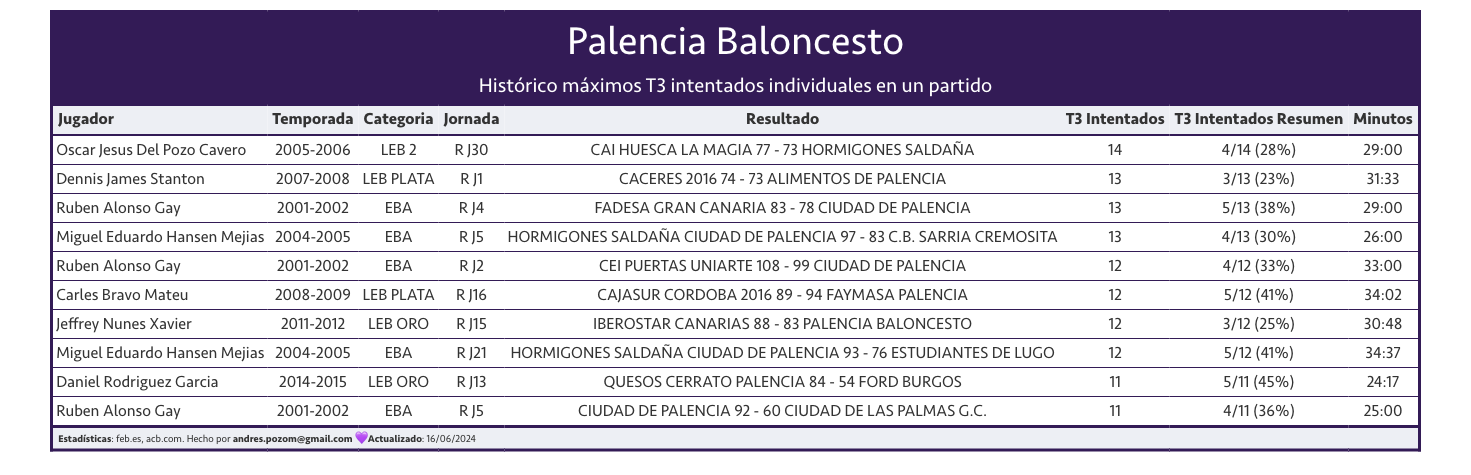 Palencia Baloncesto
Histórico máximos T3 intentados individuales en un partido
Jugador Temporada Categoria Jornada Resultado T3 Intentados T3 Intentados Resumen Minutos
Oscar Jesus Del Pozo Cavero 2005-2006 LEB 2 R J30 CAI HUESCA LA MAGIA 77 - 73 HORMIGONES SALDAÑA 14 4/14 (28%) 29:00
Dennis James Stanton 2007-2008 LEB PLATA R J1 CACERES 2016 74 - 73 ALIMENTOS DE PALENCIA 13 3/13 (23%) 31:33
Ruben Alonso Gay 2001-2002 EBA R J4 FADESA GRAN CANARIA 83 - 78 CIUDAD DE PALENCIA 13 5/13 (38%) 29:00
Miguel Eduardo Hansen Mejias 2004-2005 EBA R J5 HORMIGONES SALDAÑA CIUDAD DE PALENCIA 97 - 83 C.B. SARRIA CREMOSITA 13 4/13 (30%) 26:00
Ruben Alonso Gay 2001-2002 EBA R J2 CEI PUERTAS UNIARTE 108 - 99 CIUDAD DE PALENCIA 12 4/12 (33%) 33:00
Carles Bravo Mateu 2008-2009 LEB PLATA R J16 CAJASUR CORDOBA 2016 89 - 94 FAYMASA PALENCIA 12 5/12 (41%) 34:02
Jeffrey Nunes Xavier 2011-2012 LEB ORO R J15 IBEROSTAR CANARIAS 88 - 83 PALENCIA BALONCESTO 12 3/12 (25%) 30:48
Miguel Eduardo Hansen Mejias 2004-2005 EBA R J21 HORMIGONES SALDAÑA CIUDAD DE PALENCIA 93 - 76 ESTUDIANTES DE LUGO 12 5/12 (41%) 34:37
Daniel Rodriguez Garcia 2014-2015 LEB ORO R J13 QUESOS CERRATO PALENCIA 84 - 54 FORD BURGOS 11 5/11 (45%) 24:17
Ruben Alonso Gay 2001-2002 EBA R J5 CIUDAD DE PALENCIA 92 - 60 CIUDAD DE LAS PALMAS G.C. 11 4/11 (36%) 25:00
Estadísticas: feb.es, acb.com. Hecho por andres.pozom@gmail.com 💜Actualizado: 16/06/2024